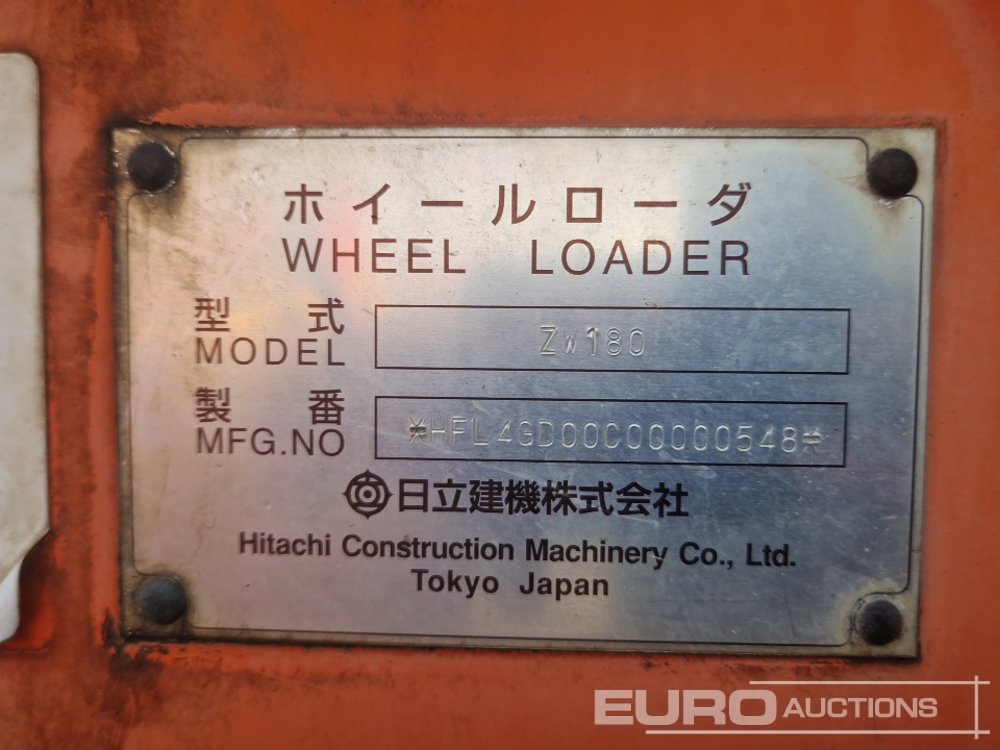 ホイールローダ
WHEEL LOADER
型式 ZW180
MODEL
製番 *HFL4GD00C00000548*
MFG.NO
日立建機株式会社
Hitachi Construction Machinery Co., Ltd.
Tokyo Japan
EURO AUCTIONS